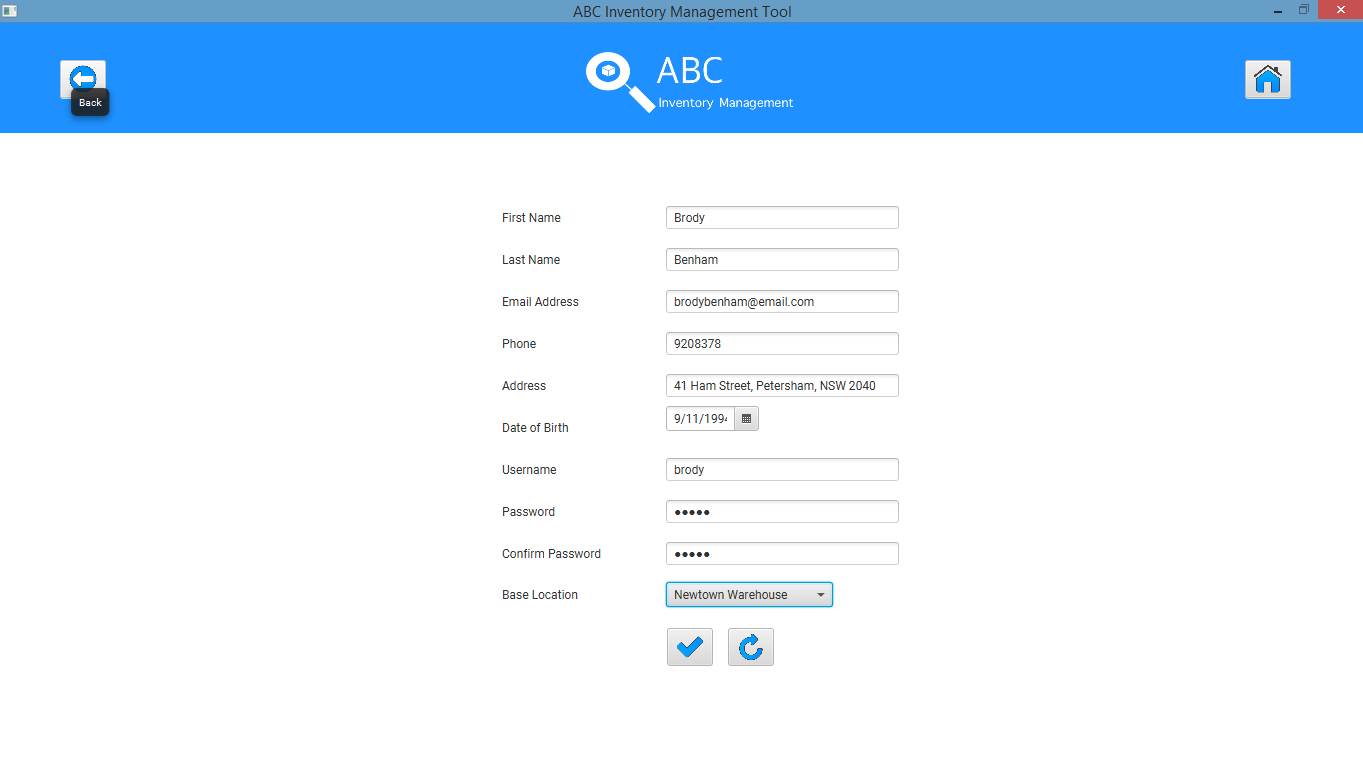 ABC Inventory Management Tool
ABC
Inventory Management
Back
First Name Brody
Last Name Benham
Email Address brodybenham@email.com
Phone 9208378
Address 41 Ham Street, Petersham, NSW 2040
Date of Birth 9/11/1994
Username brody
Password •••••
Confirm Password •••••
Base Location Newtown Warehouse